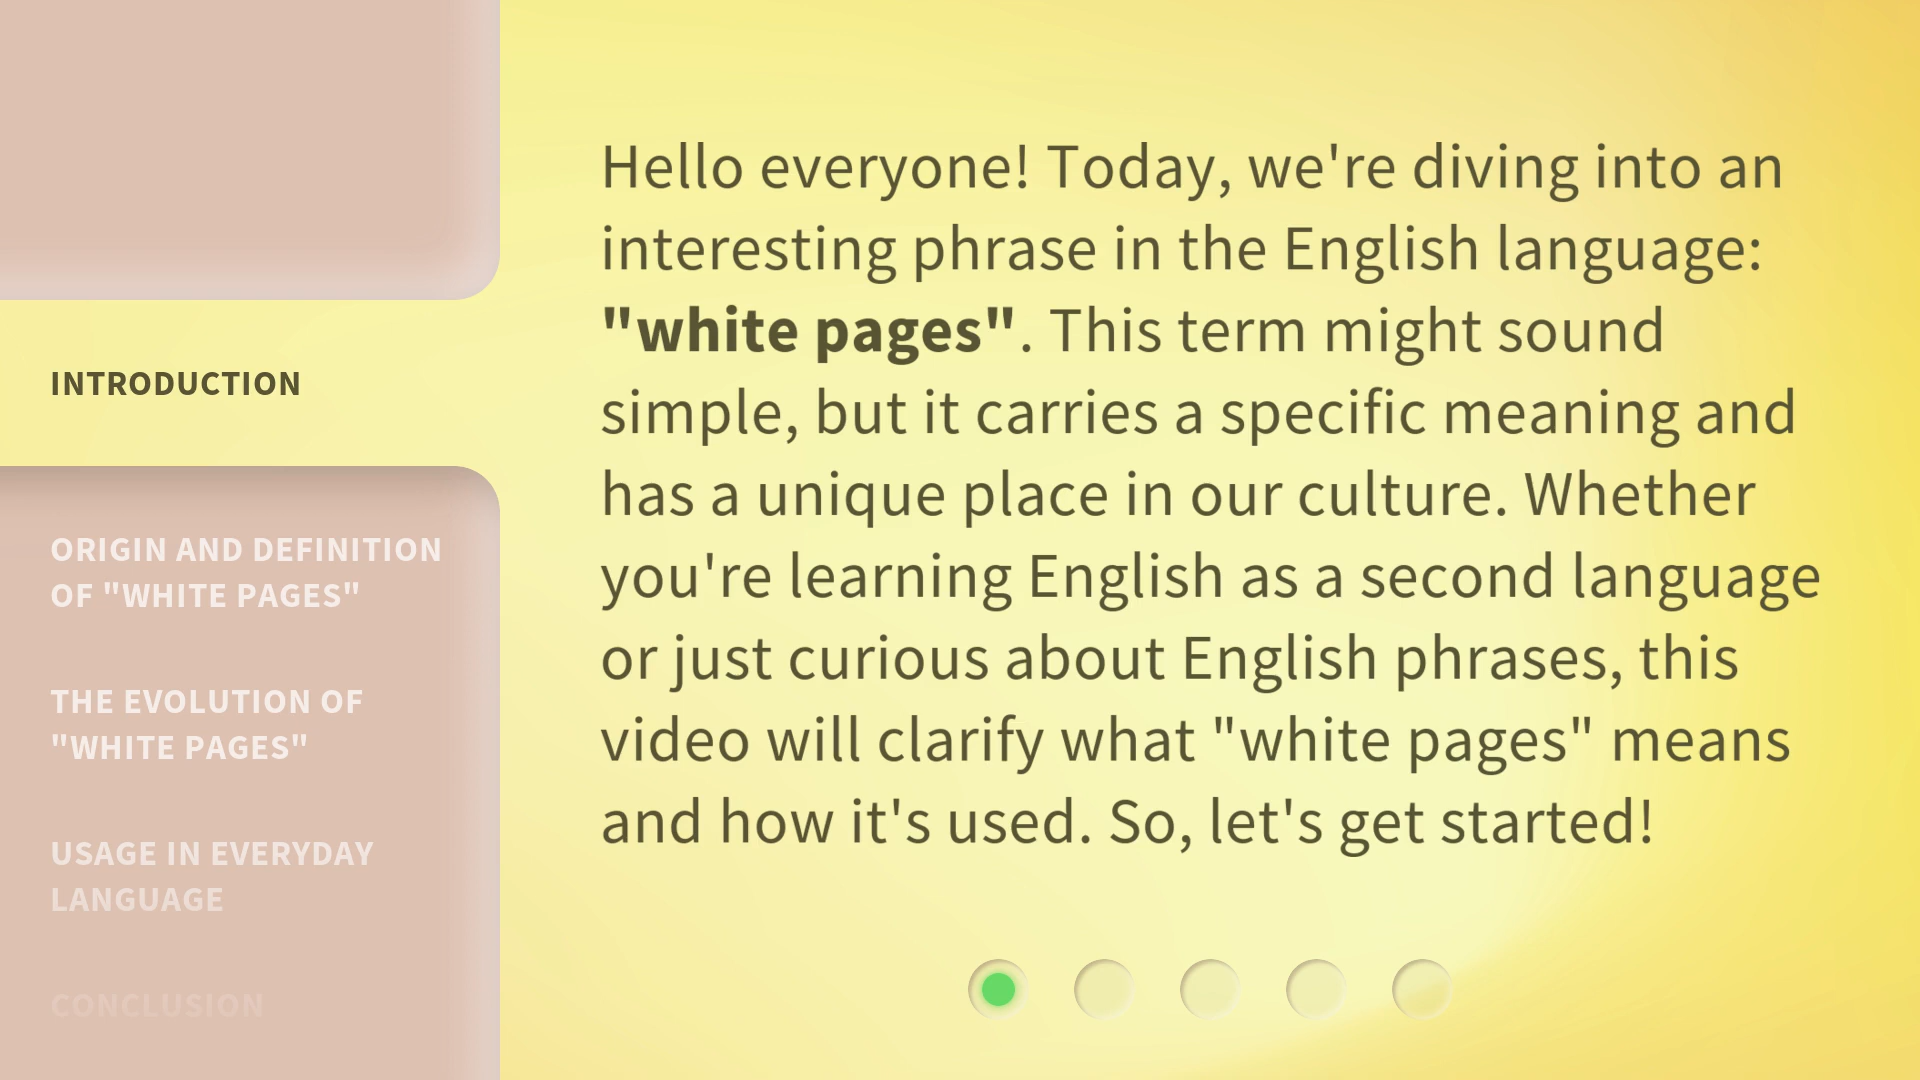 INTRODUCTION
ORIGIN AND DEFINITION
OF "WHITE PAGES"
THE EVOLUTION OF
"WHITE PAGES"
USAGE IN EVERYDAY
LANGUAGE
CONCLUSION
Hello everyone! Today, we're diving into an
interesting phrase in the English language:
"white pages". This term might sound
simple, but it carries a specific meaning and
has a unique place in our culture. Whether
you're learning English as a second language
or just curious about English phrases, this
video will clarify what "white pages" means
and how it's used. So, let's get started!